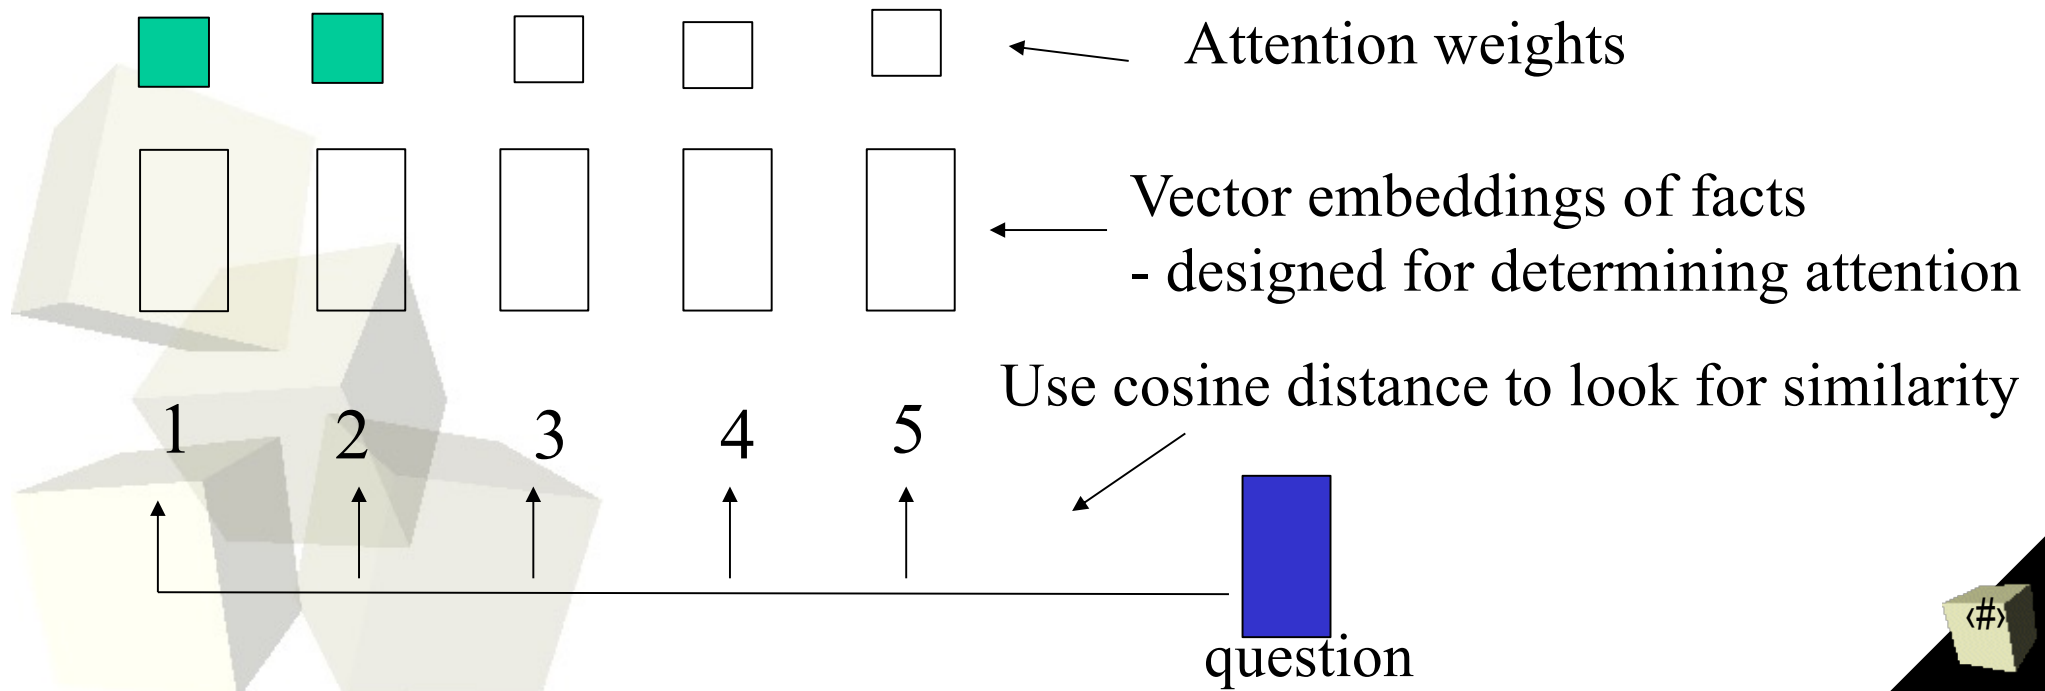 Attention weights
Vector embeddings of facts
- designed for determining attention
Use cosine distance to look for similarity
1 2 3 4 5
question
‹#›